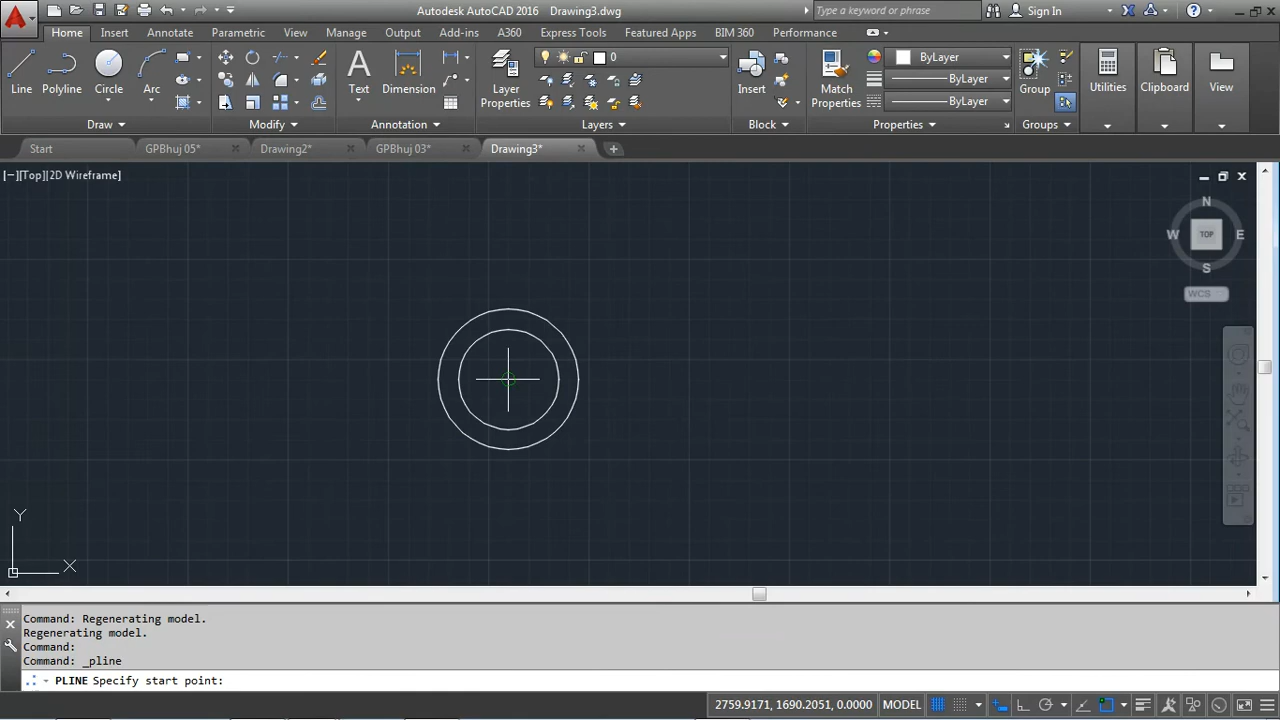 Autodesk AutoCAD 2016 Drawing3.dwg
Type a keyword or phrase
Sign In
Home Insert Annotate Parametric View Manage Output Add-ins A360 Express Tools Featured Apps BIM 360 Performance
Line Polyline Circle Arc
Draw
Modify
Text Dimension
Annotation
Layer Properties
0
Layers
Insert
Block
Match Properties
ByLayer
ByLayer
ByLayer
Properties
Group
Groups
Utilities
Clipboard
View
Start GPBhuj 05* Drawing2* GPBhuj 03* Drawing3*
[−][Top][2D Wireframe]
N
W TOP E
S
WCS
Y
X
Command: Regenerating model.
Regenerating model.
Command:
Command: _pline
PLINE Specify start point:
2759.9171, 1690.2051, 0.0000 MODEL